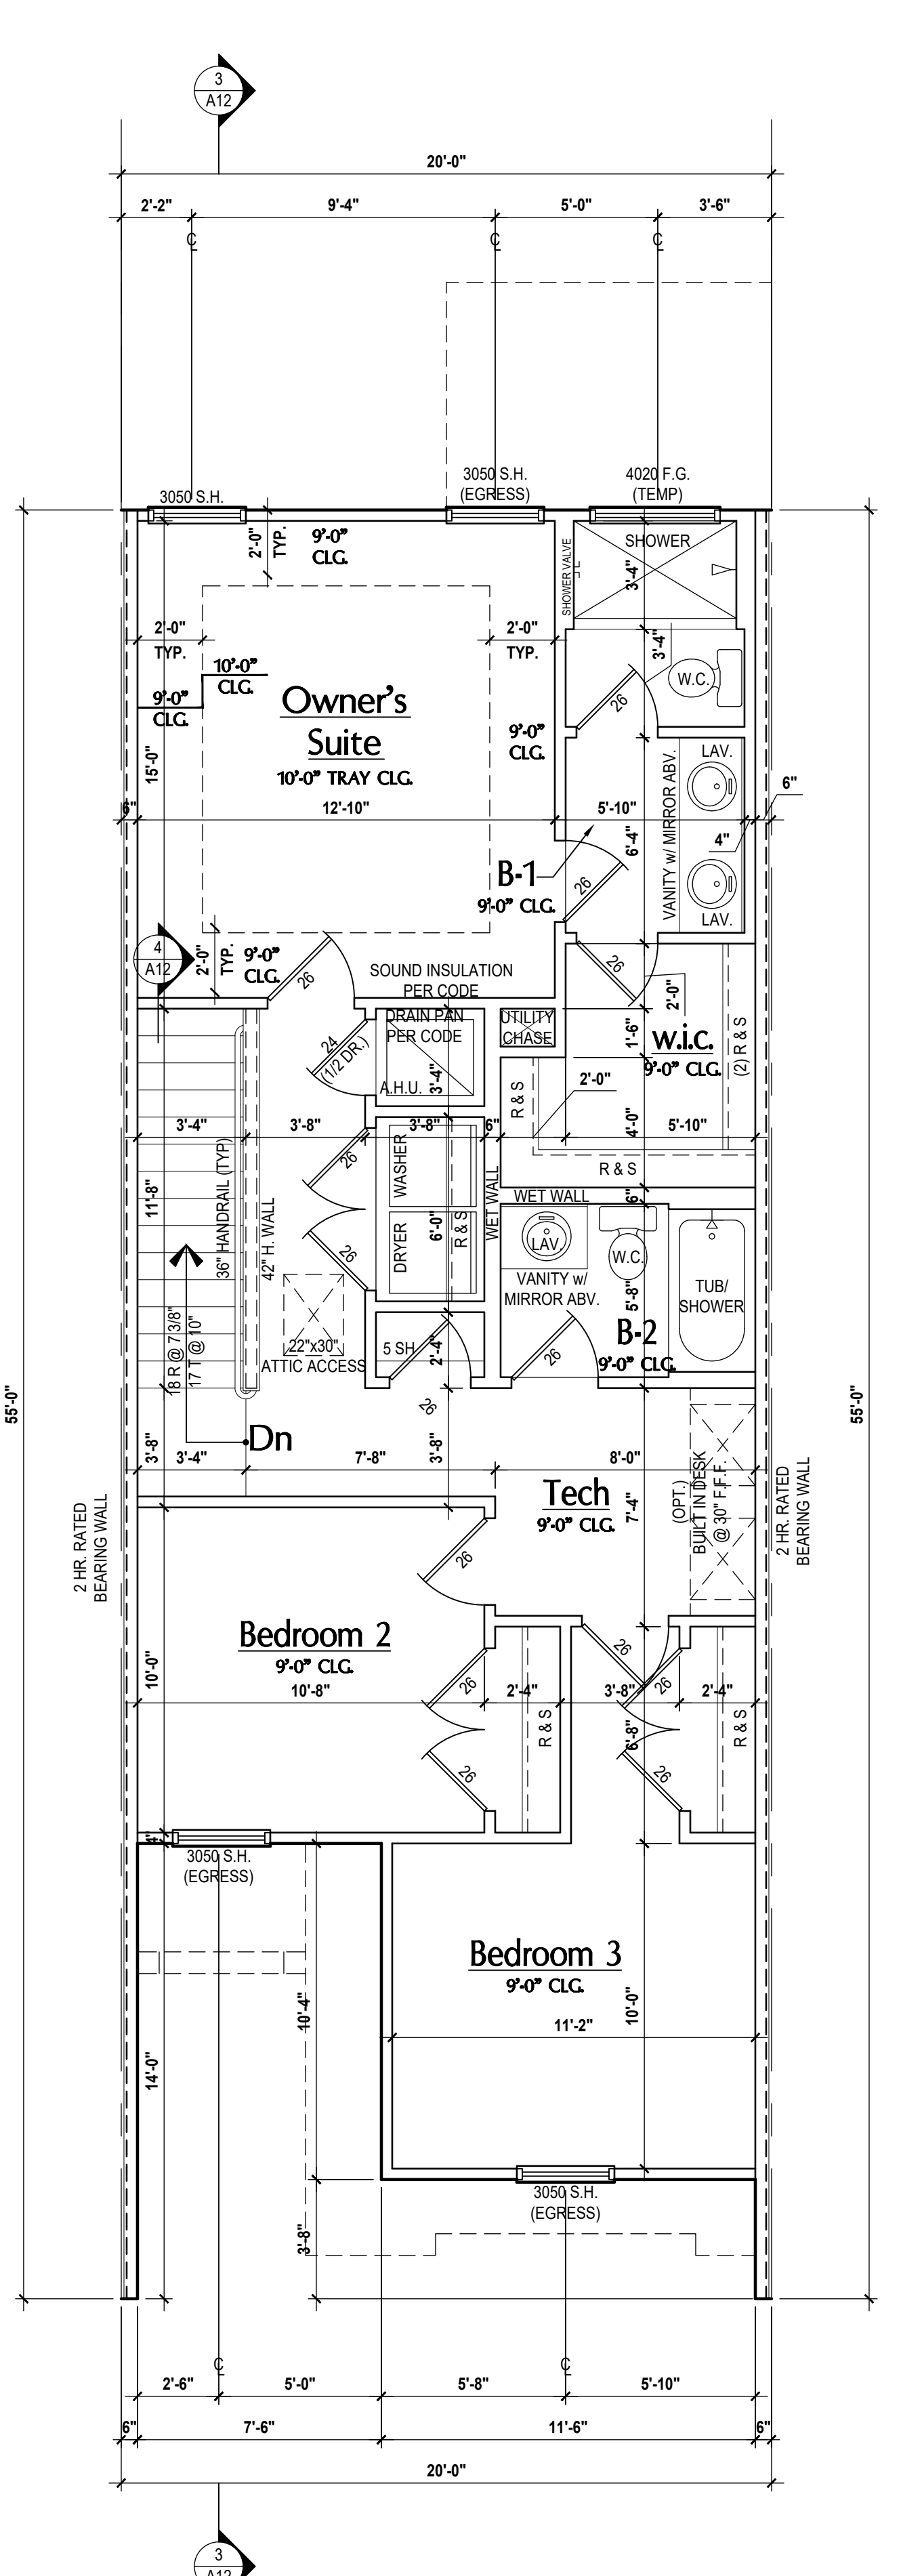 3
A12
20'-0"
2'-2"
9'-4"
5'-0"
3'-6"
3050 S.H.
3050 S.H.
(EGRESS)
4020 F.G.
(TEMP)
2'-0"
TYP.
9'-0"
CLG.
SHOWER VALVE
SHOWER
3'-4"
2'-0"
TYP.
2'-0"
TYP.
3'-4"
W.C.
10'-0"
CLG.
9'-0"
CLG.
Owner's
Suite
10'-0" TRAY CLG.
26
9'-0"
CLG.
15'-0"
LAV.
VANITY w/ MIRROR ABV.
6"
6"
12'-10"
5'-10"
6'-4"
4"
B-1
9'-0" CLG.
26
LAV.
4
A12
2'-0"
TYP.
9'-0"
CLG.
26
SOUND INSULATION
PER CODE
26
2'-0"
DRAIN PAN
PER CODE
UTILITY
CHASE
24
(1/2 DR.)
1'-6"
W.I.C.
9'-0" CLG.
(2) R & S
A.H.U.
3'-4"
R & S
2'-0"
3'-4"
3'-8"
3'-8"
6"
4'-0"
5'-10"
26
WASHER
R & S
36" HANDRAIL (TYP)
42" H. WALL
11'-8"
WET WALL
WET WALL
6"
DRYER
6'-0"
R & S
26
LAV.
W.C.
VANITY w/
MIRROR ABV.
5'-8"
TUB/
SHOWER
18 R @ 7 3/8"
17 T @ 10"
22"x30"
ATTIC ACCESS
5 SH.
2'-4"
26
B-2
9'-0" CLG.
26
55'-0"
55'-0"
Dn
3'-8"
3'-4"
7'-8"
3'-8"
8'-0"
Tech
9'-0" CLG.
7'-4"
(OPT.)
BUILT IN DESK
@ 30" F.F.F.
2 HR. RATED
BEARING WALL
2 HR. RATED
BEARING WALL
26
Bedroom 2
9'-0" CLG.
10'-0"
10'-8"
26
2'-4"
26
3'-8"
26
2'-4"
R & S
6'-8"
R & S
26
26
4"
3050 S.H.
(EGRESS)
Bedroom 3
9'-0" CLG.
10'-4"
10'-0"
11'-2"
14'-0"
3050 S.H.
(EGRESS)
3'-8"
2'-6"
5'-0"
5'-8"
5'-10"
6"
7'-6"
11'-6"
6"
20'-0"
3
A12